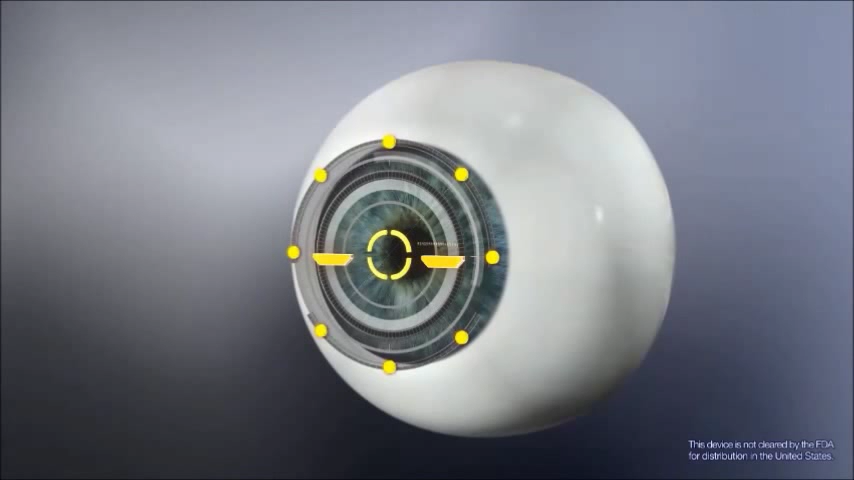 This device is not cleared by the FDA
for distribution in the United States.